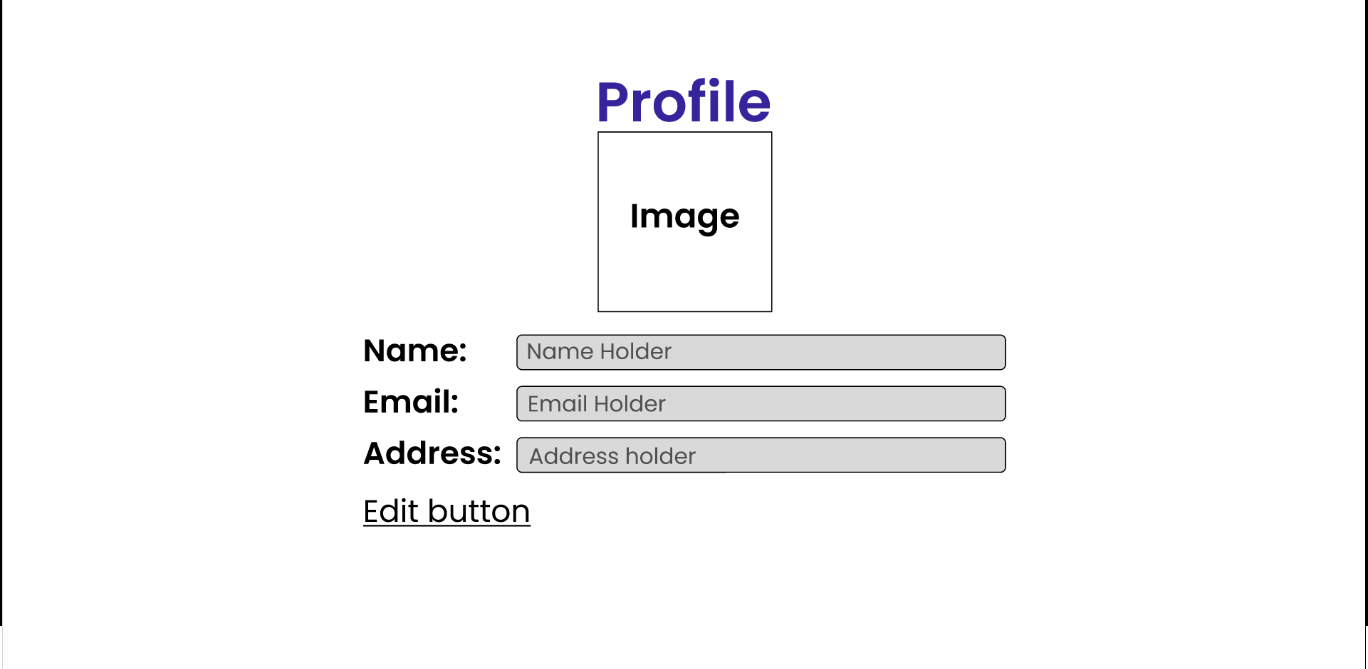 Profile
Image
Name: Name Holder
Email: Email Holder
Address: Address holder
Edit button